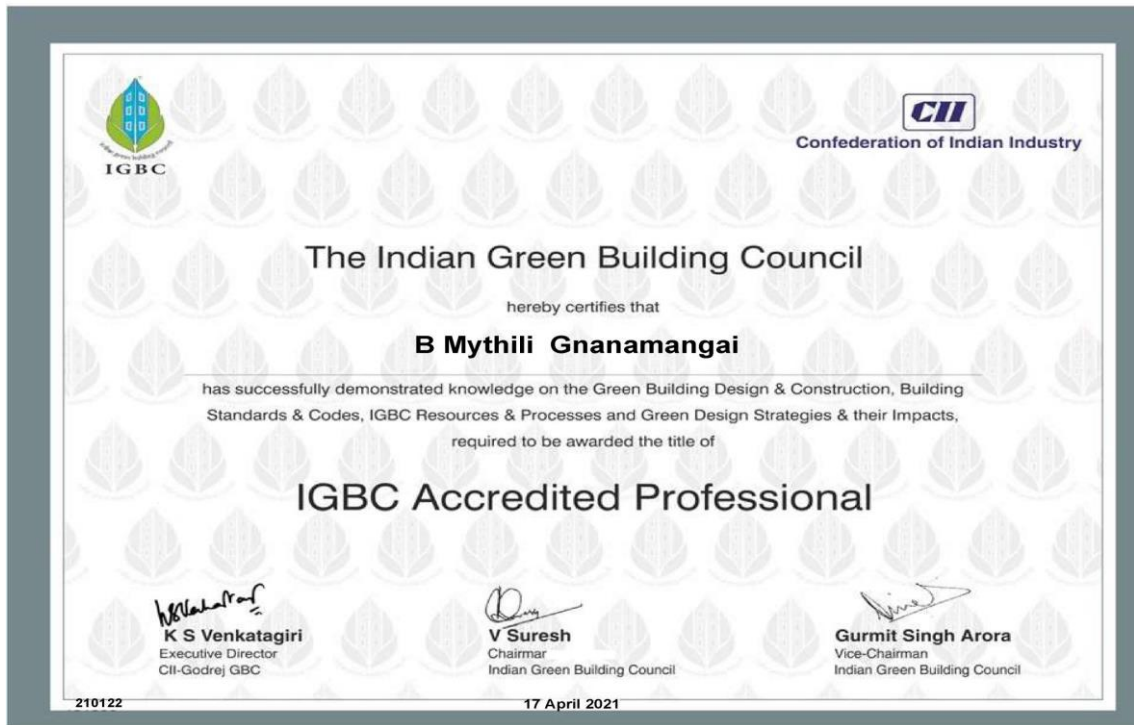 IGBC
CII
Confederation of Indian Industry
The Indian Green Building Council
hereby certifies that
B Mythili Gnanamangai
has successfully demonstrated knowledge on the Green Building Design & Construction, Building
Standards & Codes, IGBC Resources & Processes and Green Design Strategies & their Impacts,
required to be awarded the title of
IGBC Accredited Professional
K S Venkatagiri
Executive Director
CII-Godrej GBC
V Suresh
Chairmar
Indian Green Building Council
Gurmit Singh Arora
Vice-Chairman
Indian Green Building Council
210122
17 April 2021